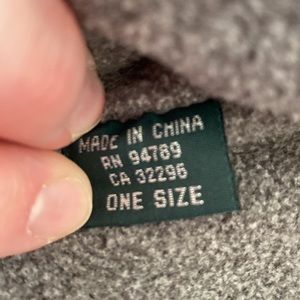 MADE IN CHINA
RN 94789
CA 32296
ONE SIZE